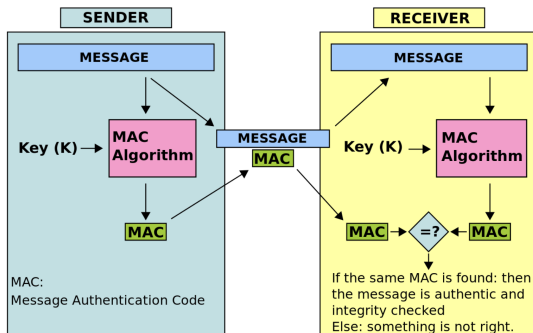 SENDER
RECEIVER
MESSAGE
MESSAGE
Key (K)
MAC
Algorithm
MESSAGE
MAC
Key (K)
MAC
Algorithm
MAC
MAC
=?
MAC
MAC:
Message Authentication Code
If the same MAC is found: then
the message is authentic and
integrity checked
Else: something is not right.